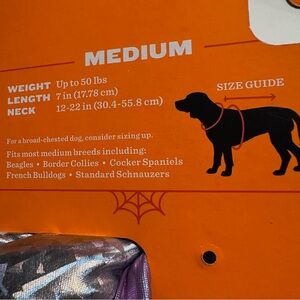 MEDIUM
WEIGHT Up to 50 lbs
LENGTH 7 in (17.78 cm)
NECK 12-22 in (30.4-55.8 cm)
SIZE GUIDE
For a broad-chested dog, consider sizing up.
Fits most medium breeds including:
Beagles • Border Collies • Cocker Spaniels
French Bulldogs • Standard Schnauzers